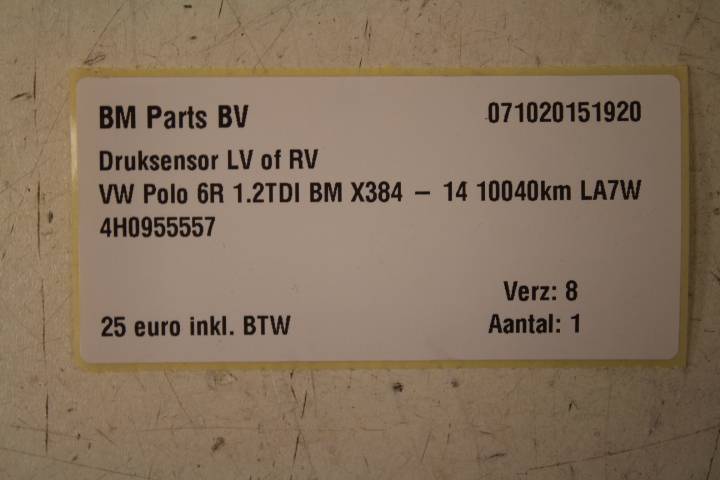 BM Parts BV 071020151920
Druksensor LV of RV
VW Polo 6R 1.2TDI BM X384 – 14 10040km LA7W
4H0955557
Verz: 8
25 euro inkl. BTW Aantal: 1